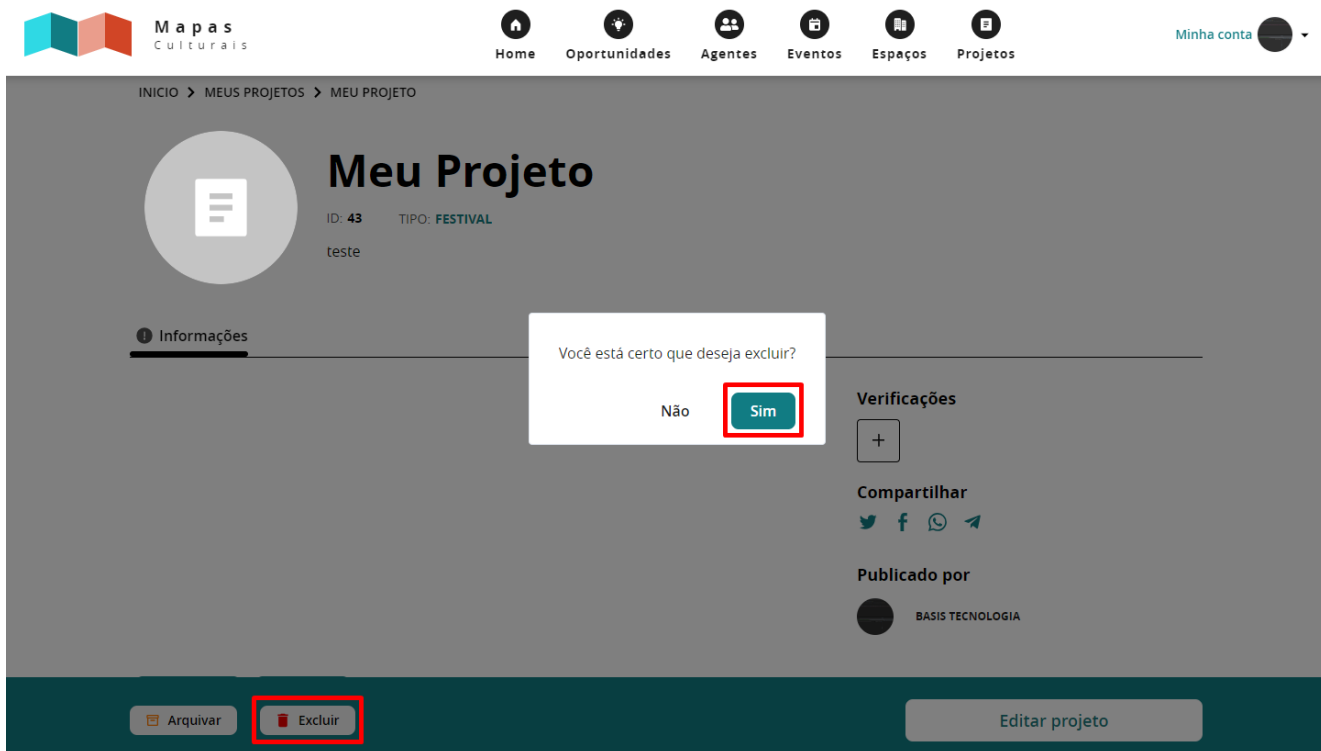 Mapas
Culturais
Home
Oportunidades
Agentes
Eventos
Espaços
Projetos
Minha conta
INICIO > MEUS PROJETOS > MEU PROJETO
Meu Projeto
ID: 43 TIPO: FESTIVAL
teste
Informações
Você está certo que deseja excluir?
Não
Sim
Verificações
+
Compartilhar
Publicado por
BASIS TECNOLOGIA
Arquivar
Excluir
Editar projeto